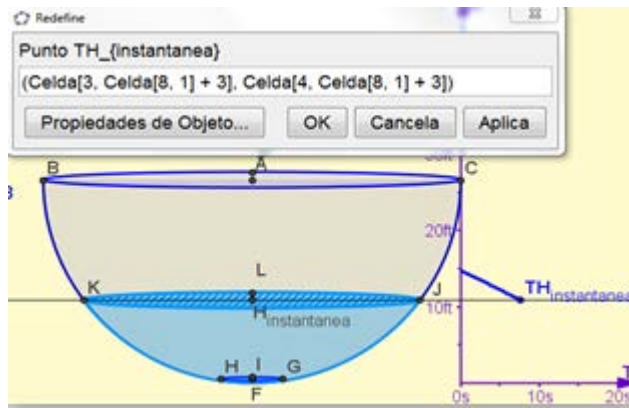 Redefine
Punto TH_{instantanea}
(Celda[3, Celda[8, 1] + 3], Celda[4, Celda[8, 1] + 3])
Propiedades de Objeto... OK Cancela Aplica
B A C
20ft
K L J
H instantanea
TH instantanea
10ft
H I G
F
T
0s 10s 20s